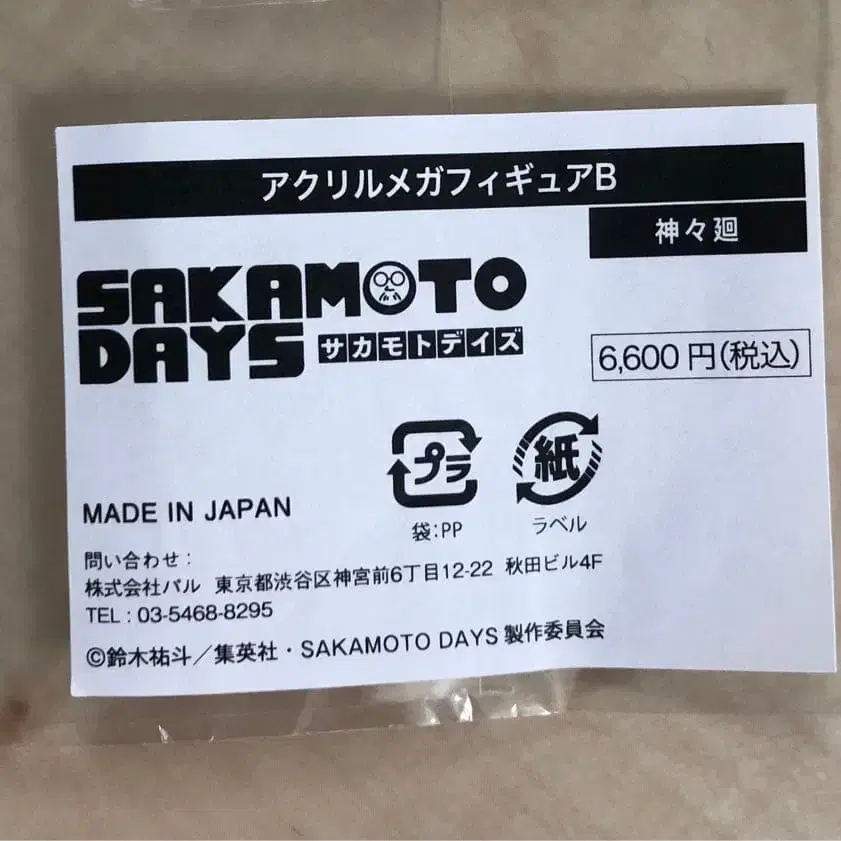 アクリルメガフィギュアB
神々廻
SAKAMOTO
DAYS サカモトデイズ
6,600 円(税込)
プラ 紙
袋:PP ラベル
MADE IN JAPAN
問い合わせ:
株式会社バル 東京都渋谷区神宮前6丁目12-22 秋田ビル4F
TEL : 03-5468-8295
©鈴木祐斗／集英社・SAKAMOTO DAYS 製作委員会